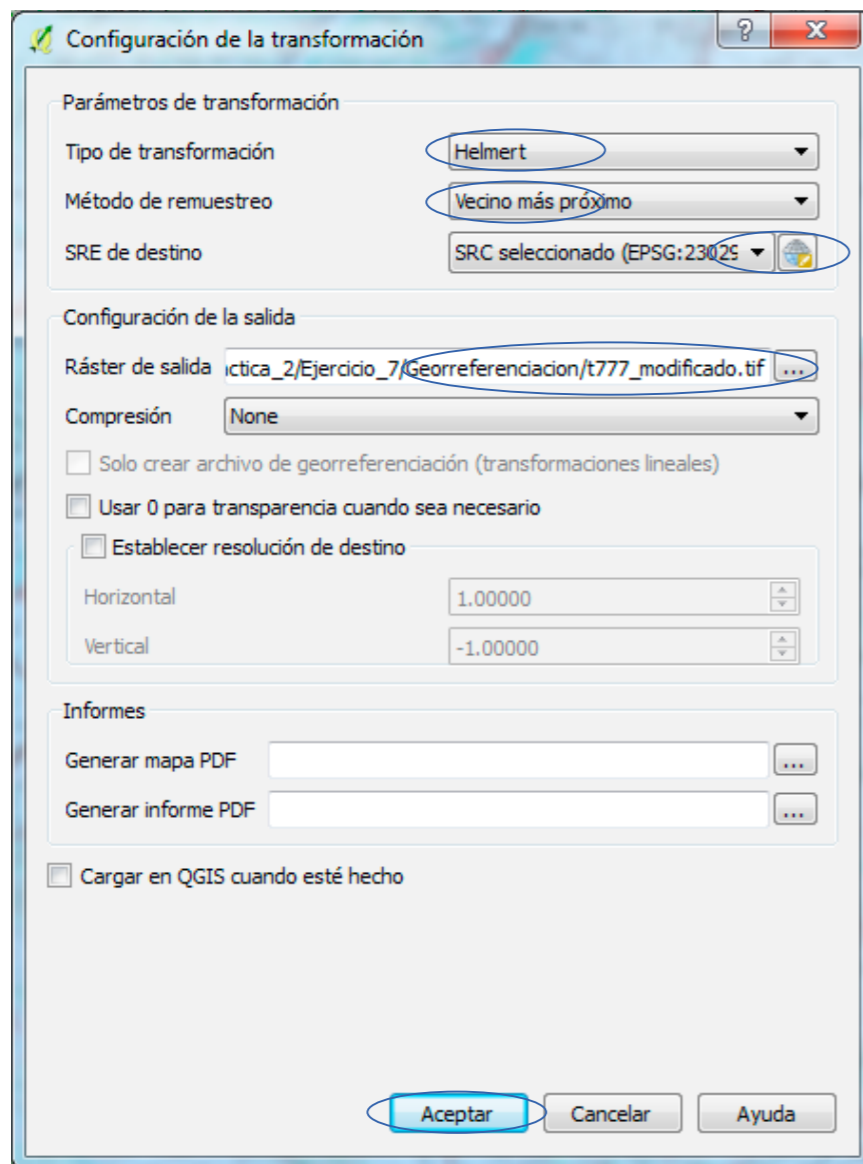 Configuración de la transformación
Parámetros de transformación
Tipo de transformación Helmert
Método de remuestreo Vecino más próximo
SRE de destino SRC seleccionado (EPSG:23029
Configuración de la salida
Ráster de salida ctica_2/Ejercicio_7/Georreferenciacion/t777_modificado.tif ...
Compresión None
Solo crear archivo de georreferenciación (transformaciones lineales)
Usar 0 para transparencia cuando sea necesario
Establecer resolución de destino
Horizontal 1.00000
Vertical -1.00000
Informes
Generar mapa PDF ...
Generar informe PDF ...
Cargar en QGIS cuando esté hecho
Aceptar Cancelar Ayuda